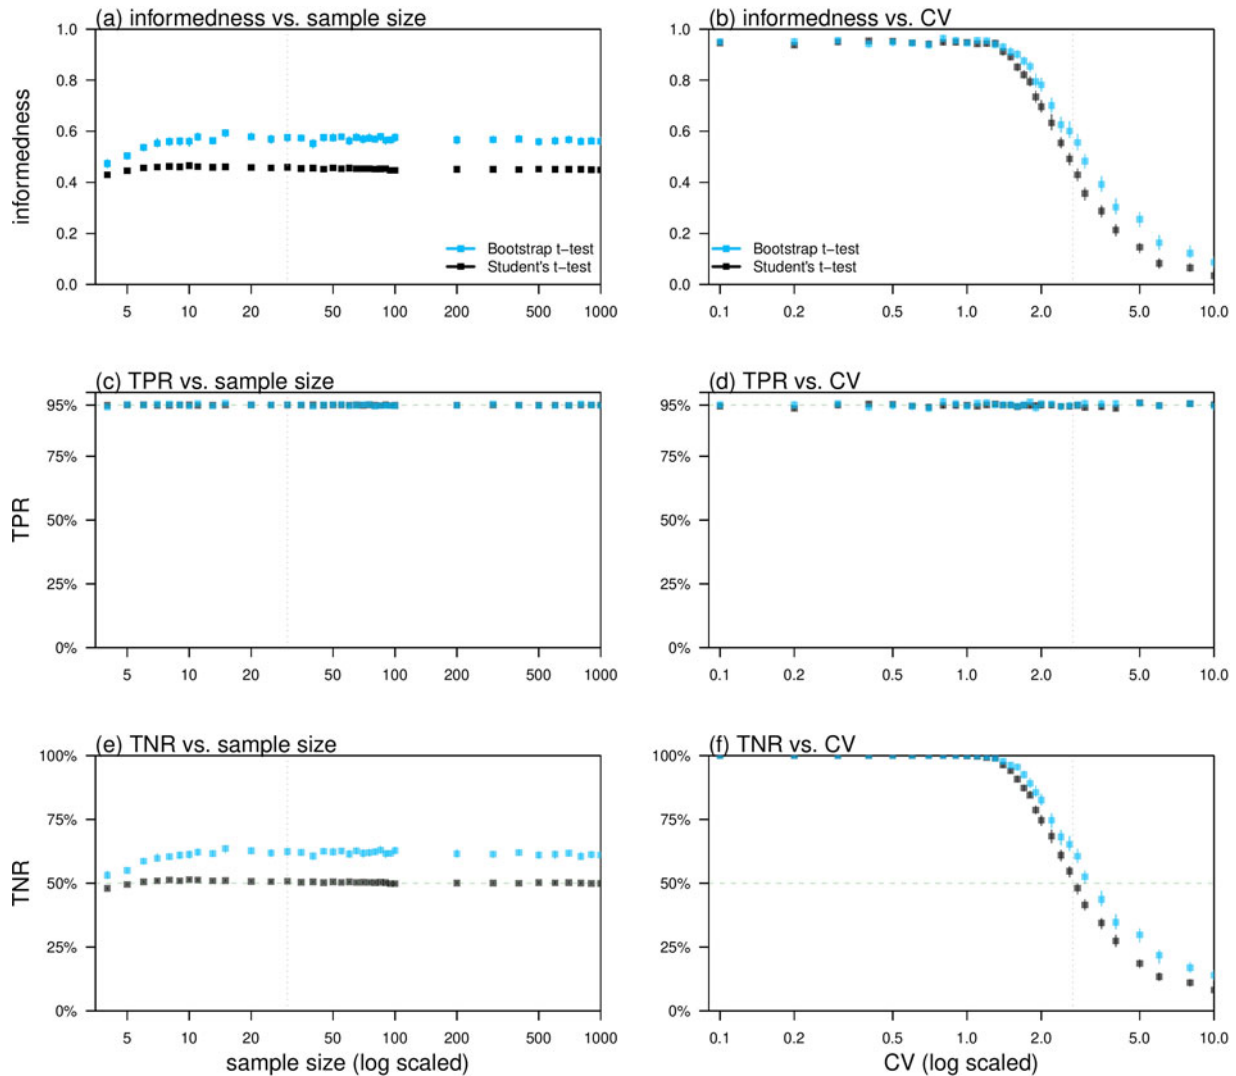 (a) informedness vs. sample size
(b) informedness vs. CV
1.0
0.8
0.6
0.4
0.2
0.0
informedness
Bootstrap t−test
Student's t−test
5 10 20 50 100 200 500 1000
1.0
0.8
0.6
0.4
0.2
0.0
Bootstrap t−test
Student's t−test
0.1 0.2 0.5 1.0 2.0 5.0 10.0
(c) TPR vs. sample size
(d) TPR vs. CV
95%
75%
50%
25%
0%
TPR
5 10 20 50 100 200 500 1000
95%
75%
50%
25%
0%
0.1 0.2 0.5 1.0 2.0 5.0 10.0
(e) TNR vs. sample size
(f) TNR vs. CV
100%
75%
50%
25%
0%
TNR
5 10 20 50 100 200 500 1000
sample size (log scaled)
100%
75%
50%
25%
0%
0.1 0.2 0.5 1.0 2.0 5.0 10.0
CV (log scaled)